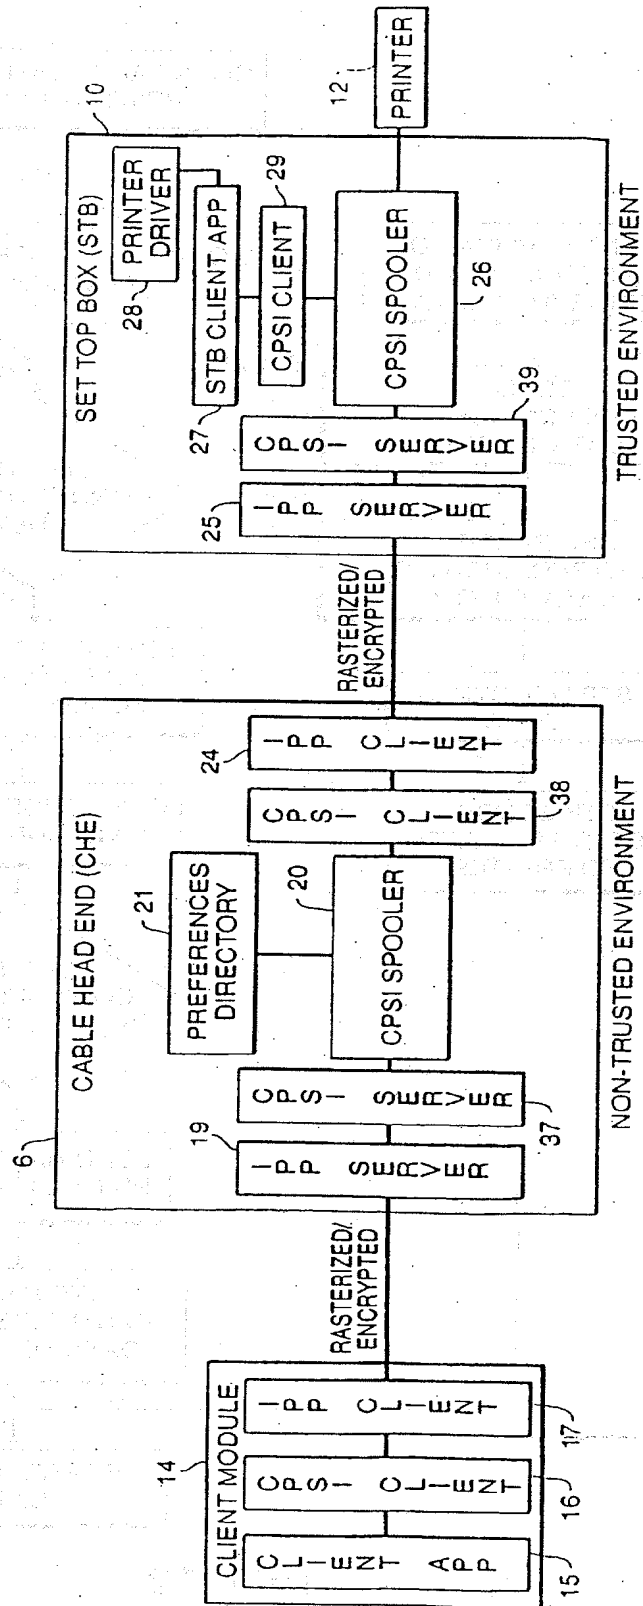 14
CLIENT MODULE
CLIENT APP
15
CPSI CLIENT
16
IPP CLIENT
17
RASTERIZED/
ENCRYPTED
6
CABLE HEAD END (CHE)
19
IPP SERVER
CPSI SERVER
37
21
PREFERENCES
DIRECTORY
20
CPSI SPOOLER
CPSI CLIENT
38
24
IPP CLIENT
NON-TRUSTED ENVIRONMENT
RASTERIZED/
ENCRYPTED
10
SET TOP BOX (STB)
25
IPP SERVER
CPSI SERVER
39
28
PRINTER
DRIVER
27
STB CLIENT APP
CPSI CLIENT
29
CPSI SPOOLER
26
TRUSTED ENVIRONMENT
12
PRINTER